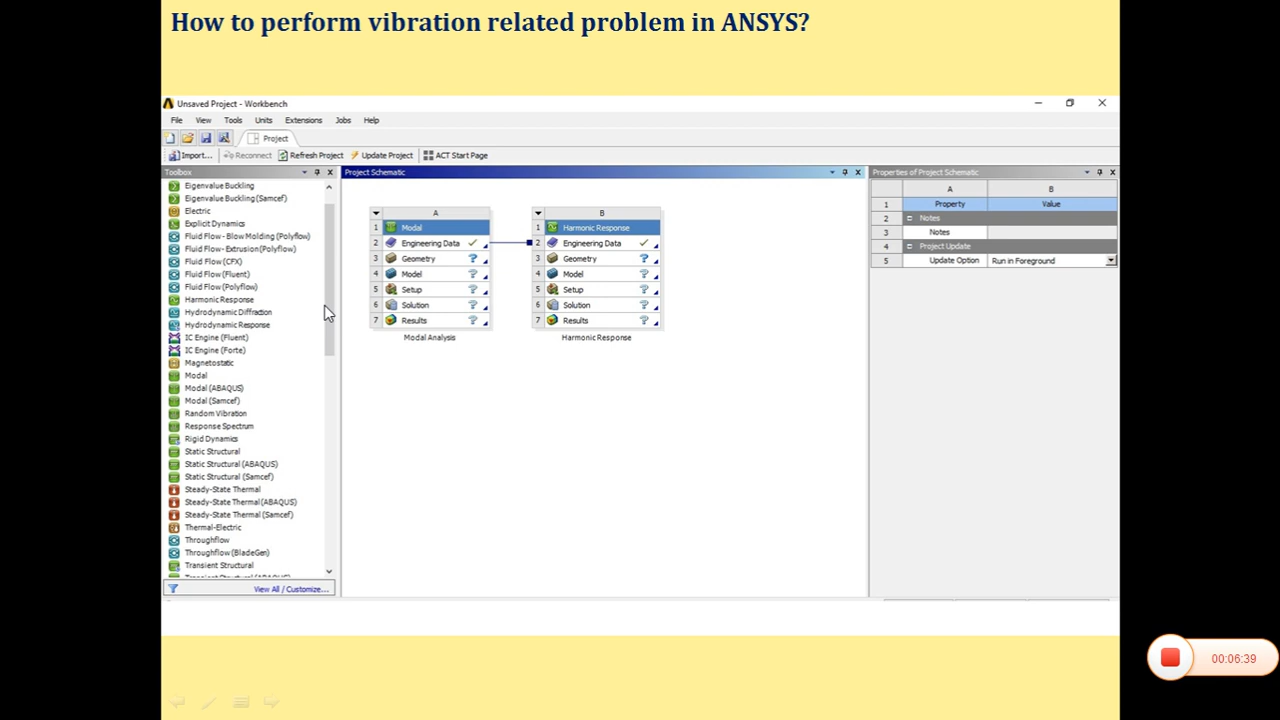 How to perform vibration related problem in ANSYS?
Unsaved Project - Workbench
File View Tools Units Extensions Jobs Help
Project
Import... Reconnect Refresh Project Update Project ACT Start Page
Toolbox
Eigenvalue Buckling
Eigenvalue Buckling (Samcef)
Electric
Explicit Dynamics
Fluid Flow - Blow Molding (Polyflow)
Fluid Flow- Extrusion(Polyflow)
Fluid Flow (CFX)
Fluid Flow (Fluent)
Fluid Flow (Polyflow)
Harmonic Response
Hydrodynamic Diffraction
Hydrodynamic Response
IC Engine (Fluent)
IC Engine (Forte)
Magnetostatic
Modal
Modal (ABAQUS)
Modal (Samcef)
Random Vibration
Response Spectrum
Rigid Dynamics
Static Structural
Static Structural (ABAQUS)
Static Structural (Samcef)
Steady-State Thermal
Steady-State Thermal (ABAQUS)
Steady-State Thermal (Samcef)
Thermal-Electric
Throughflow
Throughflow (BladeGen)
Transient Structural
Transient Structural (ABAQUS)
View All / Customize...
Project Schematic
A
1 Modal
2 Engineering Data
3 Geometry
4 Model
5 Setup
6 Solution
7 Results
Modal Analysis
B
1 Harmonic Response
2 Engineering Data
3 Geometry
4 Model
5 Setup
6 Solution
7 Results
Harmonic Response
Properties of Project Schematic
A B
1 Property Value
2 Notes
3 Notes
4 Project Update
5 Update Option Run in Foreground
00:06:39